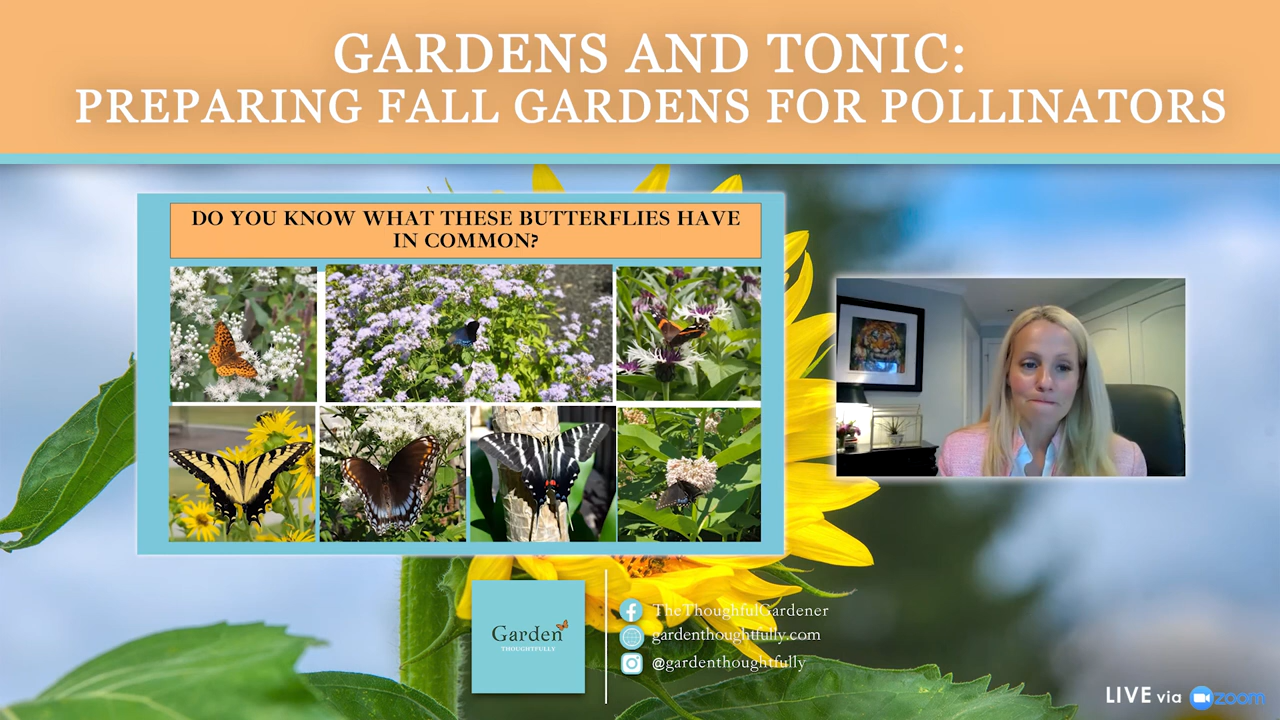 GARDENS AND TONIC:
PREPARING FALL GARDENS FOR POLLINATORS
DO YOU KNOW WHAT THESE BUTTERFLIES HAVE
IN COMMON?
Garden
THOUGHTFULLY
TheThoughfulGardener
gardenthoughtfully.com
@gardenthoughtfully
LIVE via zoom